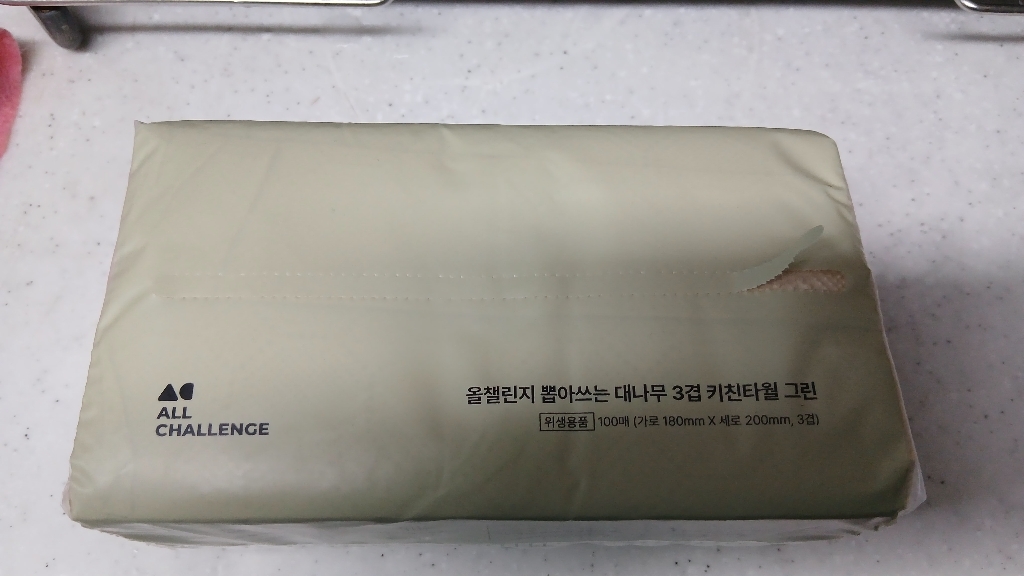 ALL
CHALLENGE
올챌린지 뽑아쓰는 대나무 3겹 키친타월 그린
위생용품 100매 (가로 180mm X 세로 200mm, 3겹)